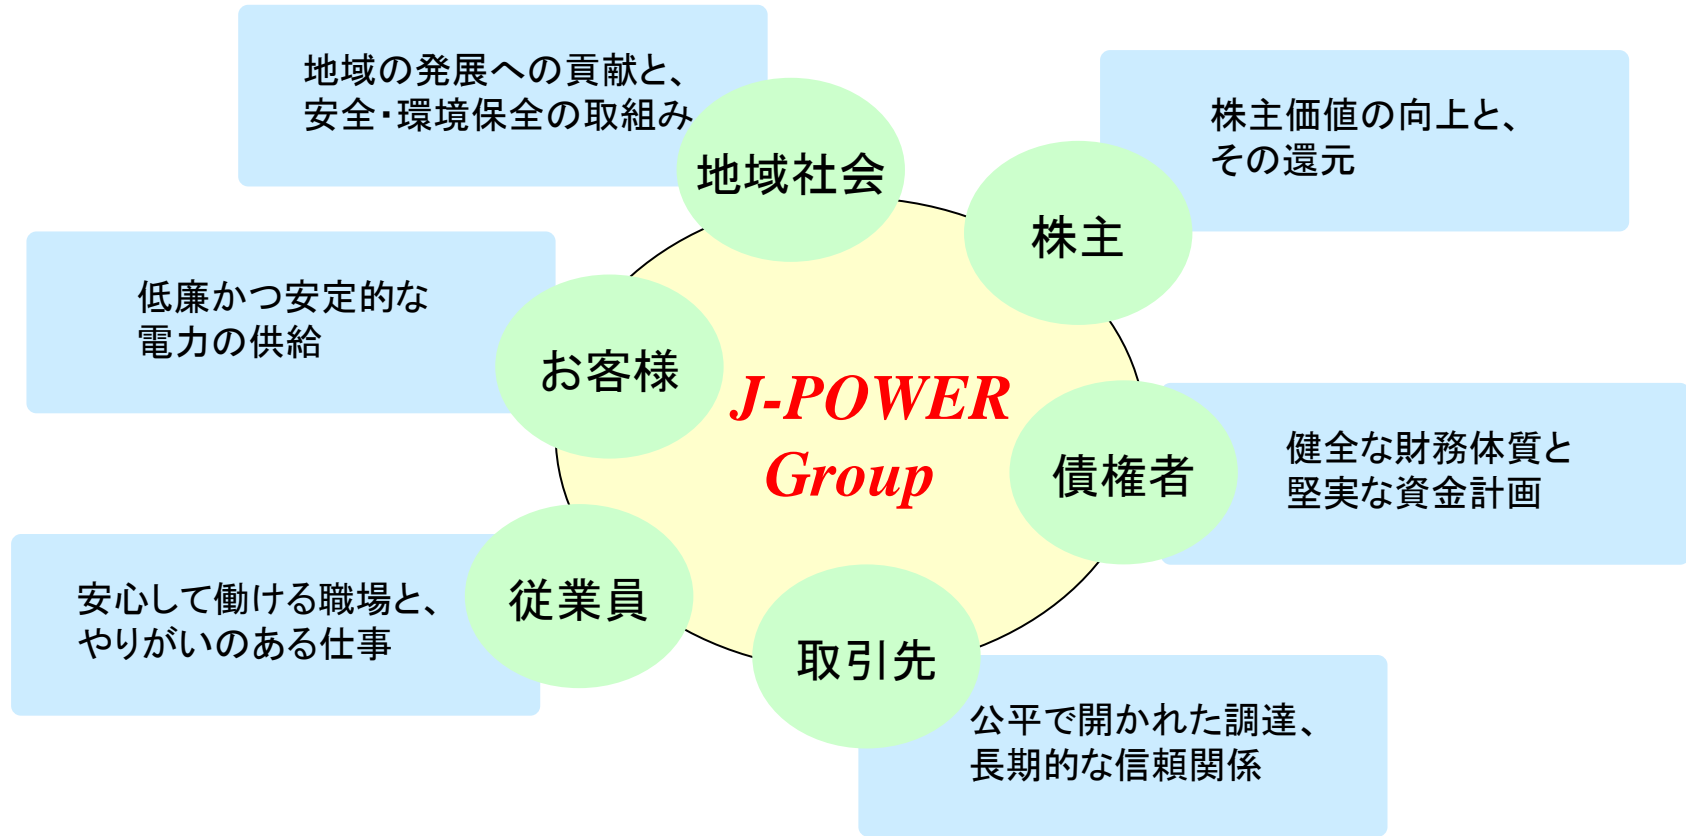 地域の発展への貢献と、
安全・環境保全の取組み
地域社会
株主価値の向上と、
その還元
株主
低廉かつ安定的な
電力の供給
お客様
J-POWER
Group
健全な財務体質と
堅実な資金計画
債権者
安心して働ける職場と、
やりがいのある仕事
従業員
取引先
公平で開かれた調達、
長期的な信頼関係